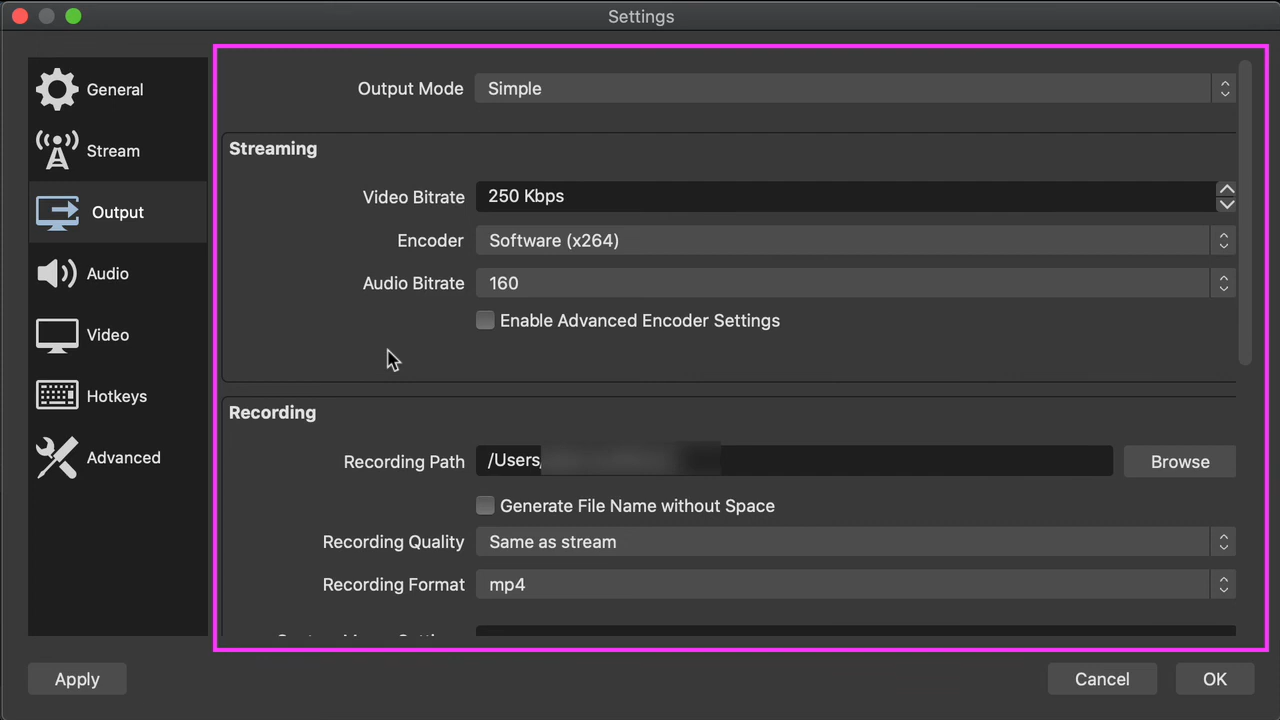 Settings
General
Stream
Output
Audio
Video
Hotkeys
Advanced
Output Mode Simple
Streaming
Video Bitrate 250 Kbps
Encoder Software (x264)
Audio Bitrate 160
Enable Advanced Encoder Settings
Recording
Recording Path /Users/ Browse
Generate File Name without Space
Recording Quality Same as stream
Recording Format mp4
Apply Cancel OK